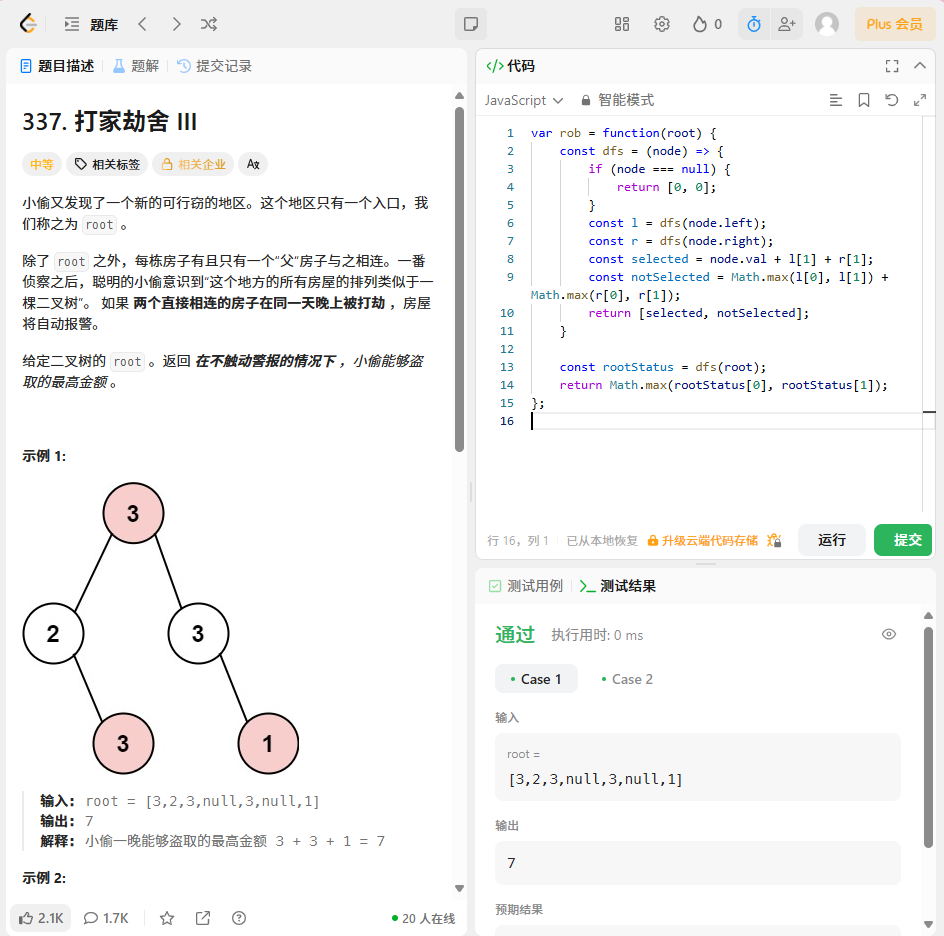 题库
0
Plus 会员
题目描述
题解
提交记录
337. 打家劫舍 III
中等
相关标签
相关企业
小偷又发现了一个新的可行窃的地区。这个地区只有一个入口，我
们称之为 root 。
除了 root 之外，每栋房子有且只有一个“父“房子与之相连。一番
侦察之后，聪明的小偷意识到“这个地方的所有房屋的排列类似于一
棵二叉树”。 如果 两个直接相连的房子在同一天晚上被打劫 ，房屋
将自动报警。
给定二叉树的 root 。返回 在不触动警报的情况下 ，小偷能够盗
取的最高金额 。
示例 1:
3
2
3
3
1
输入: root = [3,2,3,null,3,null,1]
输出: 7
解释: 小偷一晚能够盗取的最高金额 3 + 3 + 1 = 7
示例 2:
2.1K
1.7K
20 人在线
代码
JavaScript
智能模式
1 var rob = function(root) {
2 const dfs = (node) => {
3 if (node === null) {
4 return [0, 0];
5 }
6 const l = dfs(node.left);
7 const r = dfs(node.right);
8 const selected = node.val + l[1] + r[1];
9 const notSelected = Math.max(l[0], l[1]) +
Math.max(r[0], r[1]);
10 return [selected, notSelected];
11 }
12
13 const rootStatus = dfs(root);
14 return Math.max(rootStatus[0], rootStatus[1]);
15 };
16
行 16，列 1
已从本地恢复
升级云端代码存储
运行
提交
测试用例
测试结果
通过
执行用时: 0 ms
Case 1
Case 2
输入
root =
[3,2,3,null,3,null,1]
输出
7
预期结果